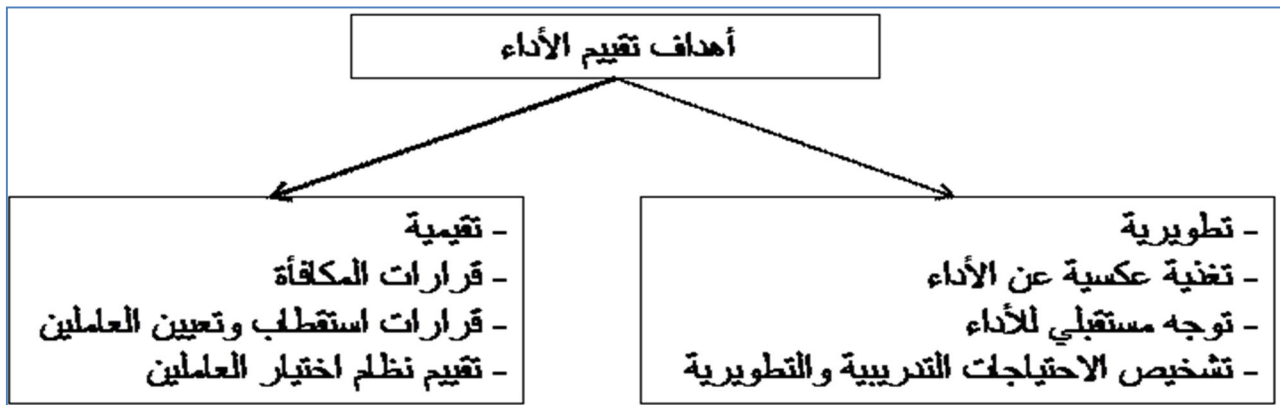 أهداف تقييم الأداء
- تطويرية
- تغذية عكسية عن الأداء
- توجه مستقبلي للأداء
- تشخيص الاحتياجات التدريبية والتطويرية
- تقيمية
- قرارات المكافأة
- قرارات استقطاب وتعيين العاملين
- تقييم نظام اختيار العاملين